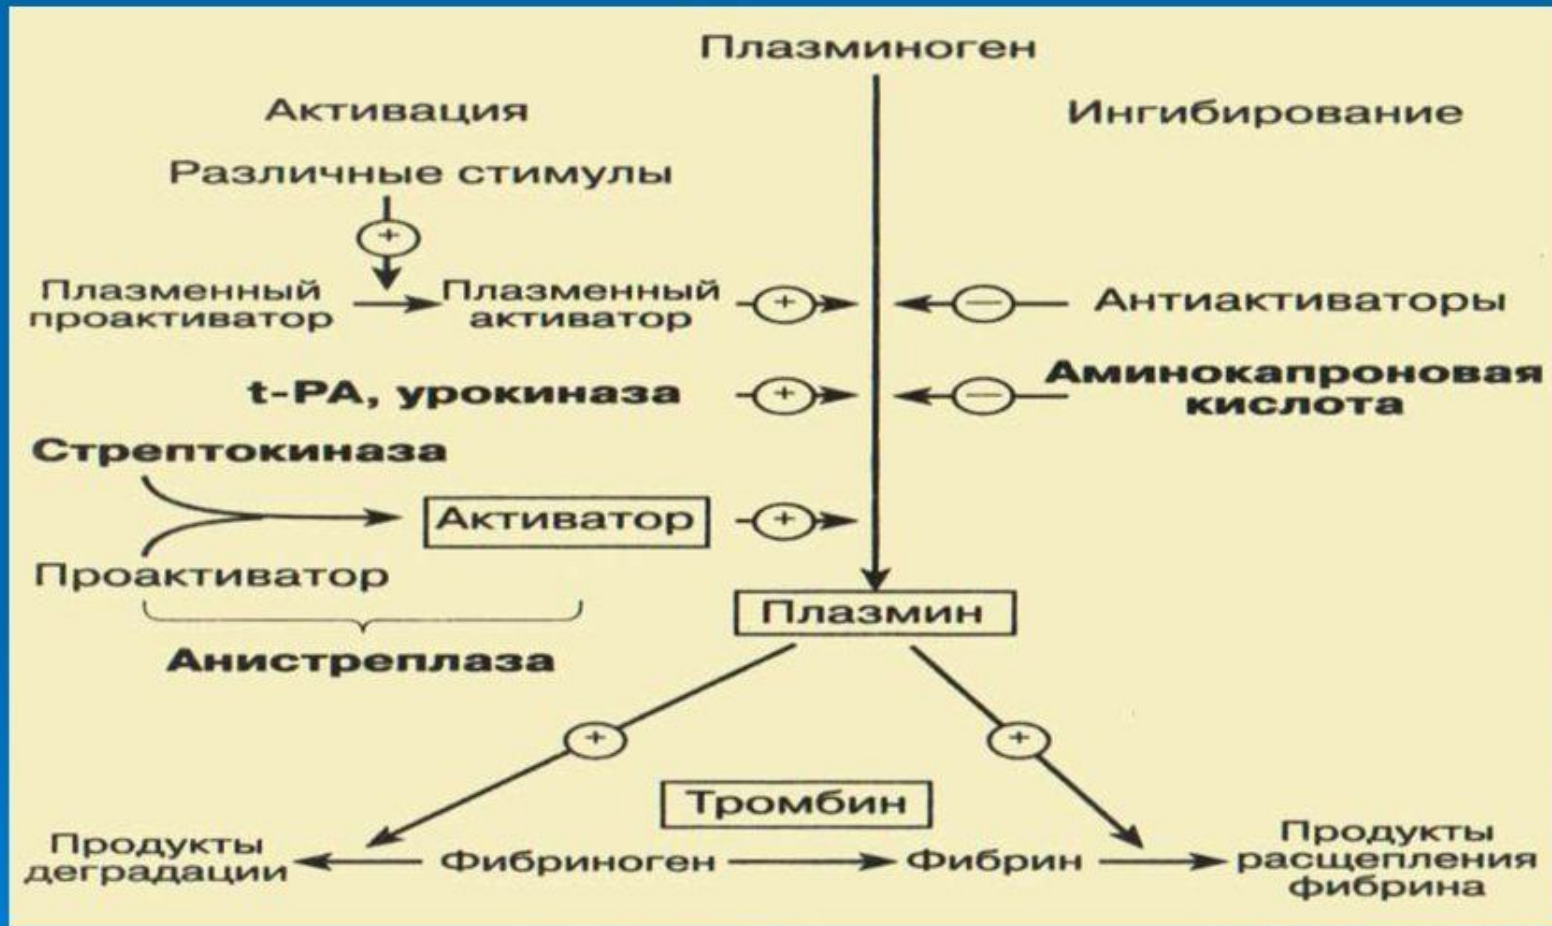 Плазминоген
Активация
Ингибирование
Различные стимулы
+
Плазменный
проактиватор
Плазменный
активатор
+
—
Антиактиваторы
t-PA, урокиназа
+
—
Аминокапроновая
кислота
Стрептокиназа
Активатор
+
Проактиватор
Плазмин
Анистреплаза
+
+
Тромбин
Продукты
деградации
Фибриноген
Фибрин
Продукты
расщепления
фибрина